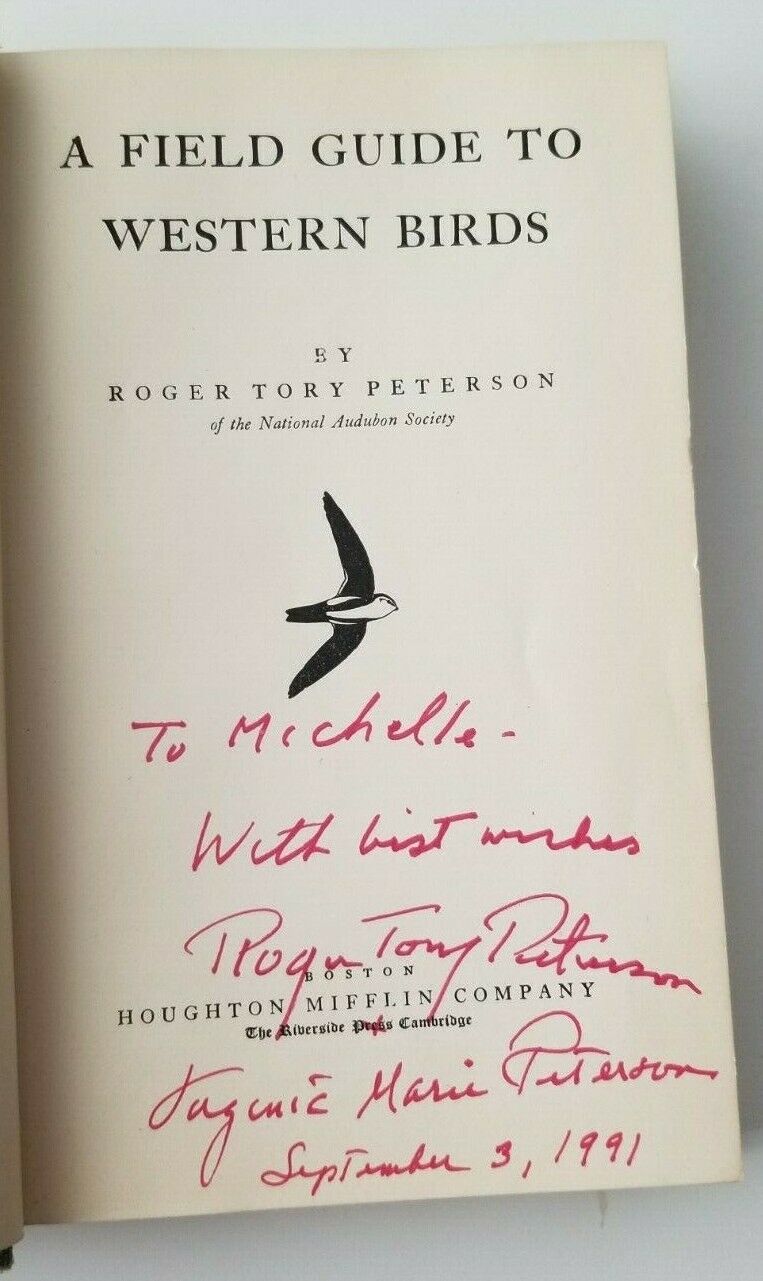 A FIELD GUIDE TO
WESTERN BIRDS
BY
ROGER TORY PETERSON
of the National Audubon Society
To Michelle -
With best wishes
Roger Tory Peterson
BOSTON
HOUGHTON MIFFLIN COMPANY
The Riverside Press Cambridge
Virginia Marie Peterson
September 3, 1991